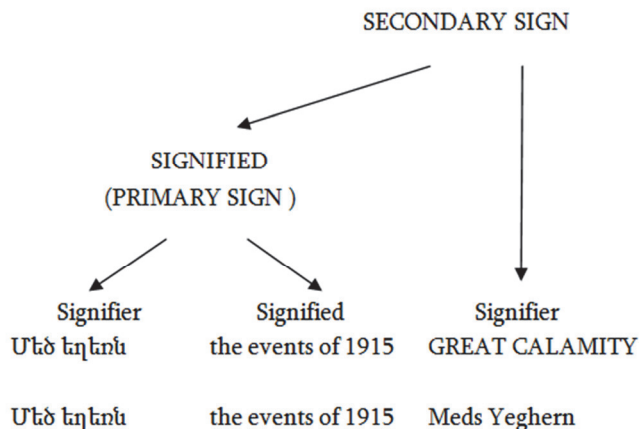 SECONDARY SIGN
SIGNIFIED
(PRIMARY SIGN )
Signifier Signified Signifier
Մեծ եղեռն the events of 1915 GREAT CALAMITY
Մեծ եղեռն the events of 1915 Meds Yeghern